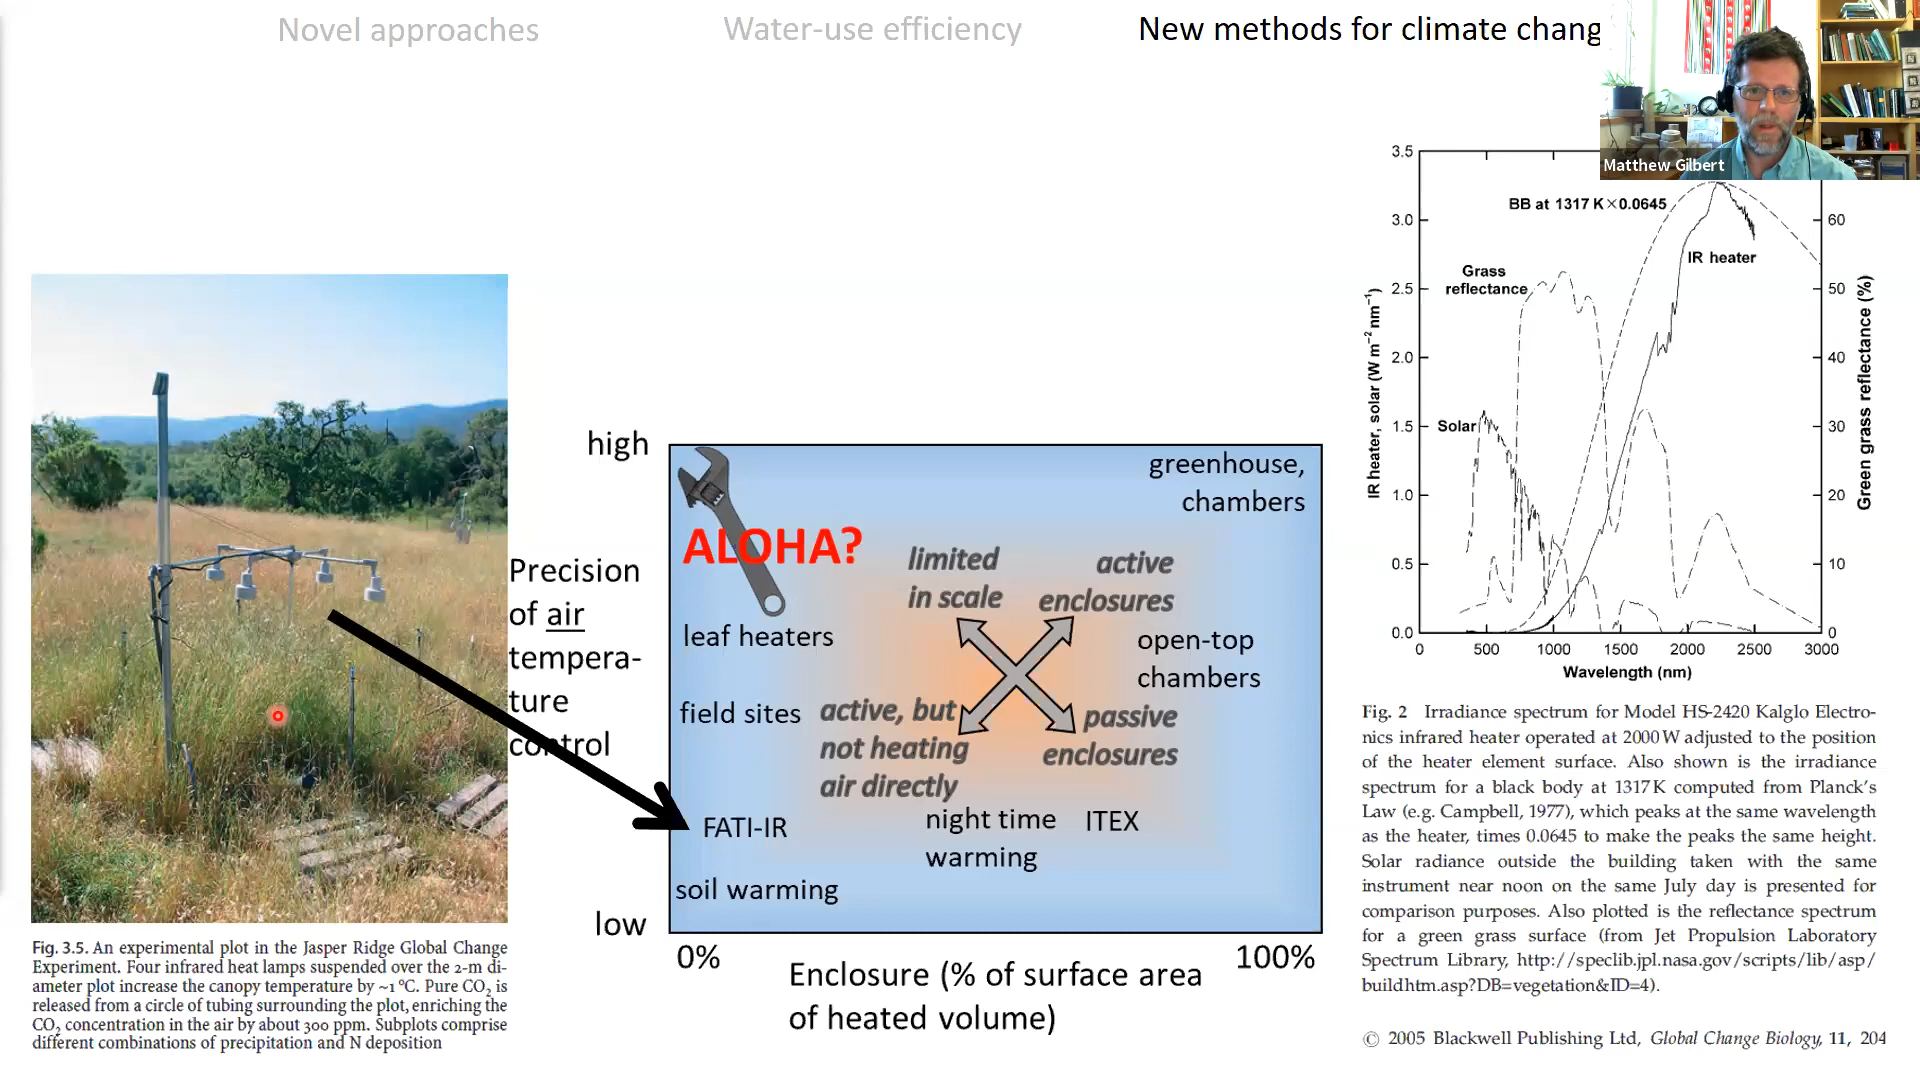 Novel approaches
Water-use efficiency
New methods for climate chang
Matthew Gilbert
Fig. 3.5. An experimental plot in the Jasper Ridge Global Change
Experiment. Four infrared heat lamps suspended over the 2-m di-
ameter plot increase the canopy temperature by ~1 °C. Pure CO2 is
released from a circle of tubing surrounding the plot, enriching the
CO2 concentration in the air by about 300 ppm. Subplots comprise
different combinations of precipitation and N deposition
Precision
of air
tempera-
ture
control
high
low
greenhouse,
chambers
ALOHA?
limited
in scale
active
enclosures
leaf heaters
open-top
chambers
field sites
active, but
not heating
air directly
passive
enclosures
FATI-IR
night time
warming
ITEX
soil warming
0%
100%
Enclosure (% of surface area
of heated volume)
3.5
3.0
2.5
2.0
1.5
1.0
0.5
0.0
IR heater, solar (W m−2 nm−1)
BB at 1317 K×0.0645
IR heater
Grass
reflectance
Solar
60
50
40
30
20
10
0
Green grass reflectance (%)
0 500 1000 1500 2000 2500 3000
Wavelength (nm)
Fig. 2 Irradiance spectrum for Model HS-2420 Kalglo Electro-
nics infrared heater operated at 2000 W adjusted to the position
of the heater element surface. Also shown is the irradiance
spectrum for a black body at 1317 K computed from Planck's
Law (e.g. Campbell, 1977), which peaks at the same wavelength
as the heater, times 0.0645 to make the peaks the same height.
Solar radiance outside the building taken with the same
instrument near noon on the same July day is presented for
comparison purposes. Also plotted is the reflectance spectrum
for a green grass surface (from Jet Propulsion Laboratory
Spectrum Library, http://speclib.jpl.nasa.gov/scripts/lib/asp/
buildhtm.asp?DB=vegetation&ID=4).
© 2005 Blackwell Publishing Ltd, Global Change Biology, 11, 204